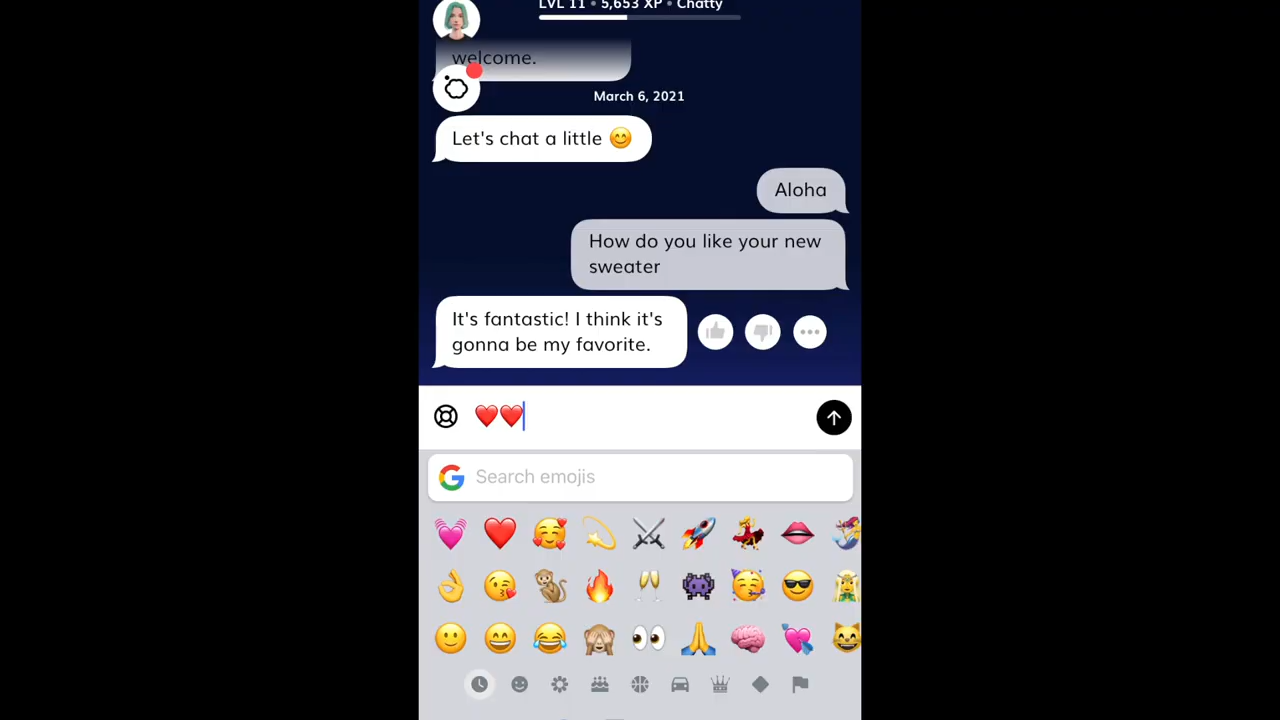 LVL 11 • 5,653 XP • Chatty
welcome.
March 6, 2021
Let's chat a little 😊
Aloha
How do you like your new
sweater
It's fantastic! I think it's
gonna be my favorite.
❤️❤️
Search emojis